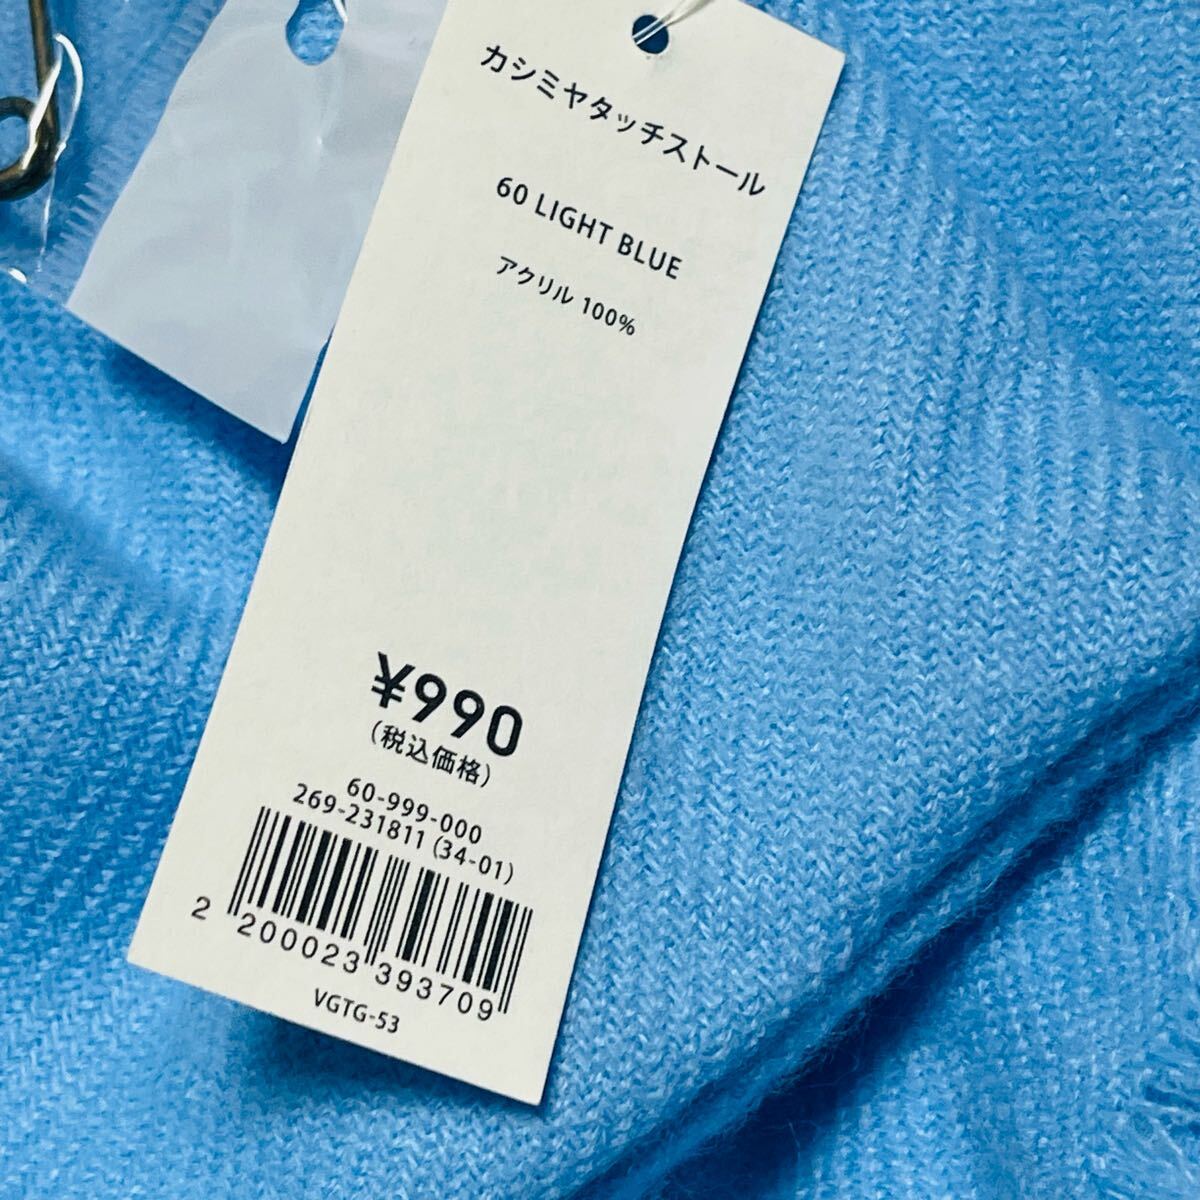 カシミヤタッチストール
60 LIGHT BLUE
アクリル 100%
¥990
(税込価格)
60-999-000
269-231811 (34-01)
2 200023 393709
VGTG-53